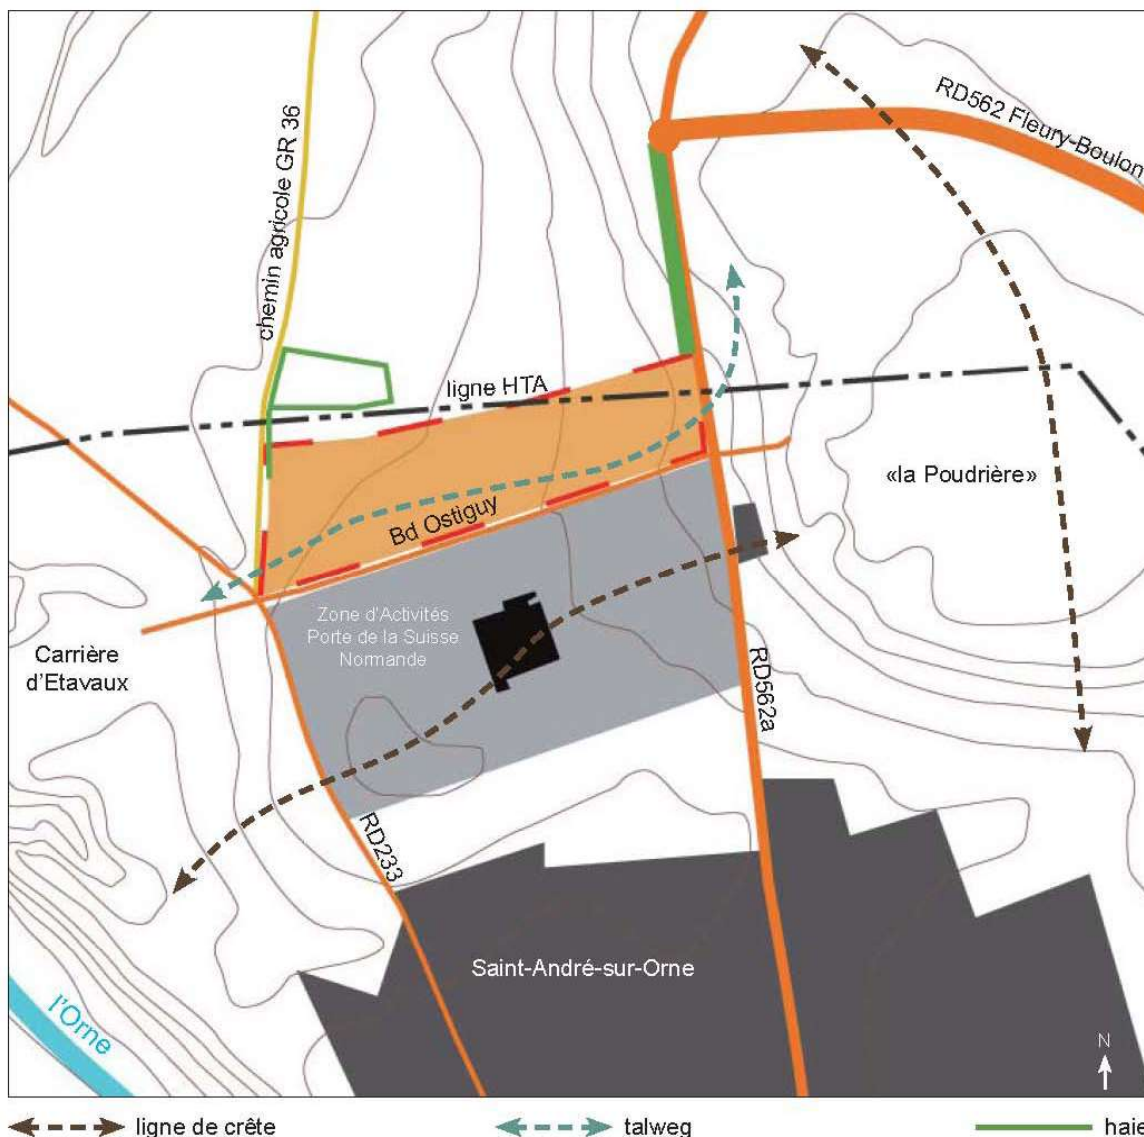 RD562 Fleury-Boulon
chemin agricole GR 36
ligne HTA
«la Poudrière»
Bd Ostiguy
Zone d'Activités
Porte de la Suisse
Normande
Carrière
d'Etavaux
RD562a
RD233
Saint-André-sur-Orne
l'Orne
N
ligne de crête
talweg
haie